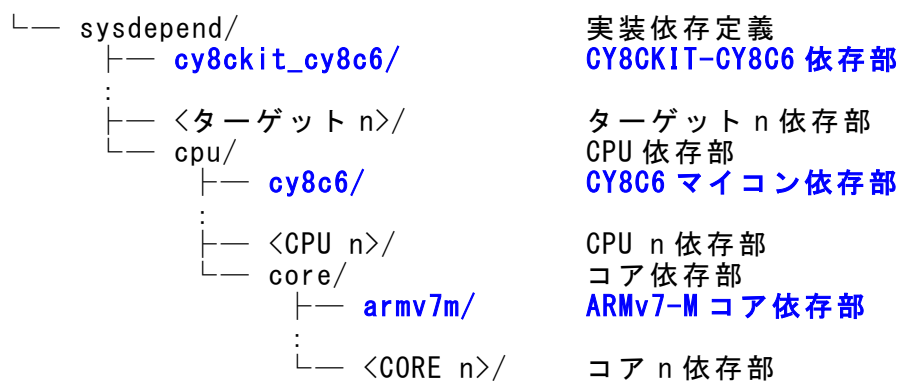 └─ sysdepend/ 実装依存定義
├─ cy8ckit_cy8c6/ CY8CKIT-CY8C6 依存部
:
├─ <ターゲット n>/ ターゲット n 依存部
└─ cpu/ CPU 依存部
├─ cy8c6/ CY8C6 マイコン依存部
:
├─ <CPU n>/ CPU n 依存部
└─ core/ コア依存部
├─ armv7m/ ARMv7-M コア依存部
:
└─ <CORE n>/ コア n 依存部